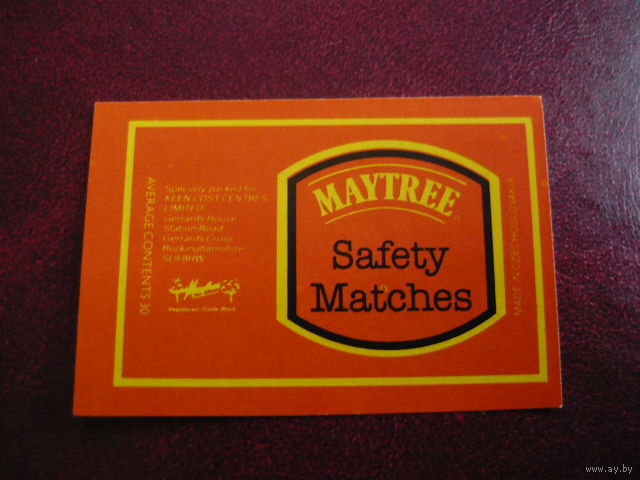 AVERAGE CONTENTS 30
Specially packed for
KEEN COST CENTRES
LIMITED
Gerrards House
Station Road
Gerrards Cross
Buckinghamshire
SL9 8HW
Registered Trade Mark
MAYTREE
Safety
Matches
MADE IN CZECHOSLOVAKIA
www.ay.by